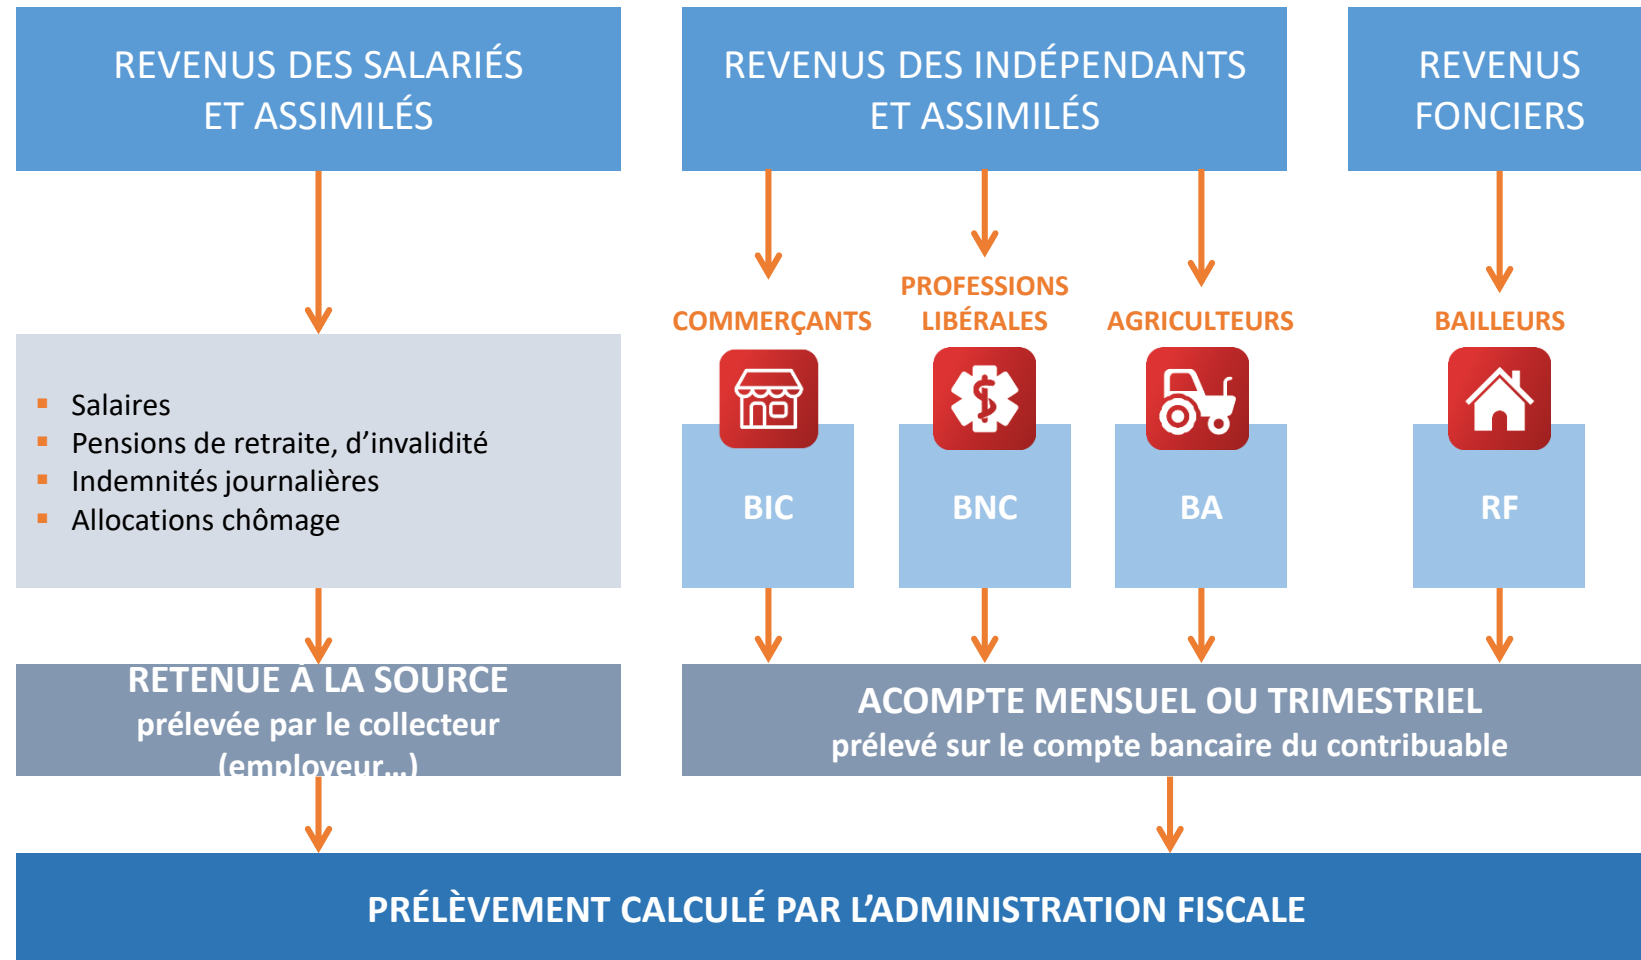 REVENUS DES SALARIÉS
ET ASSIMILÉS
REVENUS DES INDÉPENDANTS
ET ASSIMILÉS
REVENUS
FONCIERS
COMMERÇANTS
PROFESSIONS
LIBÉRALES
AGRICULTEURS
BAILLEURS
▪ Salaires
▪ Pensions de retraite, d’invalidité
▪ Indemnités journalières
▪ Allocations chômage
BIC
BNC
BA
RF
RETENUE À LA SOURCE
prélevée par le collecteur
(employeur…)
ACOMPTE MENSUEL OU TRIMESTRIEL
prélevé sur le compte bancaire du contribuable
PRÉLÈVEMENT CALCULÉ PAR L’ADMINISTRATION FISCALE